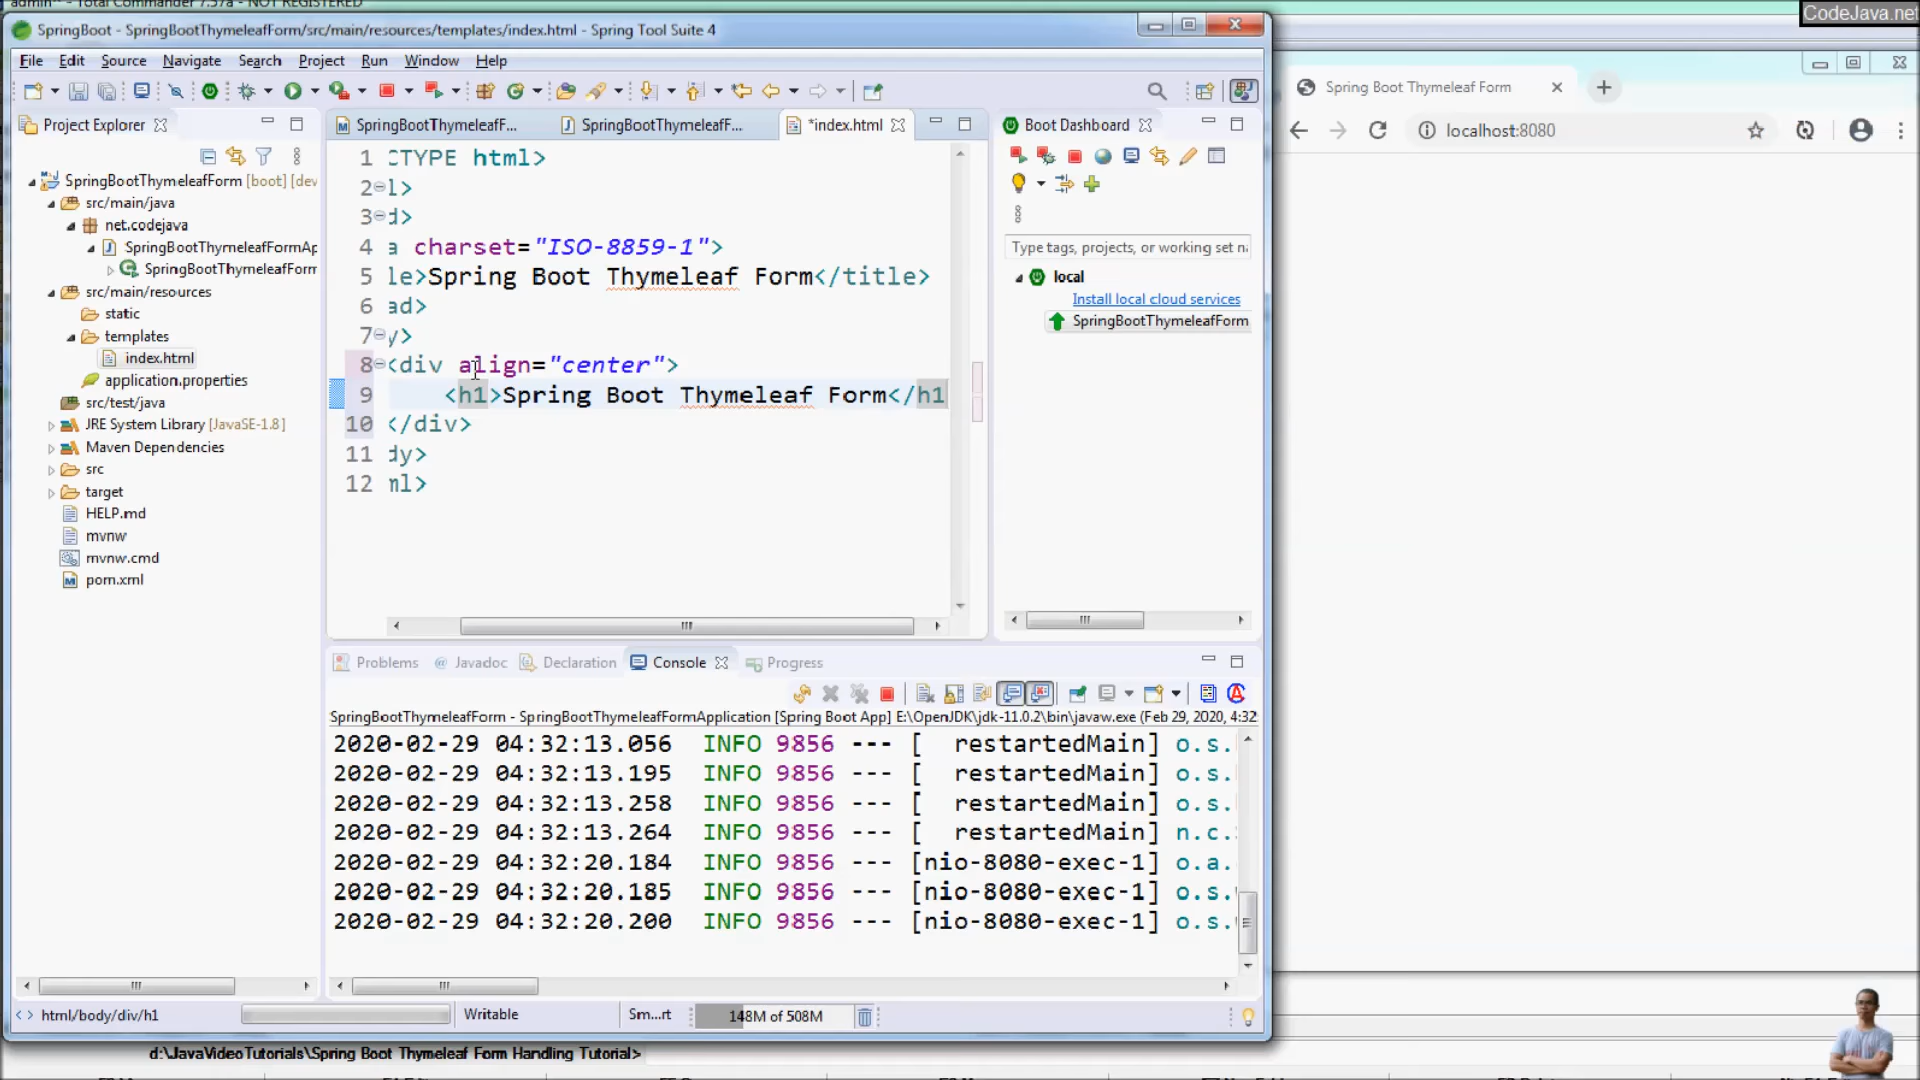 admin - Total Commander 7.57a - NOT REGISTERED
CodeJava.net
SpringBoot - SpringBootThymeleafForm/src/main/resources/templates/index.html - Spring Tool Suite 4
File Edit Source Navigate Search Project Run Window Help
Project Explorer
SpringBootThymeleafF...
SpringBootThymeleafF...
*index.html
Boot Dashboard
Spring Boot Thymeleaf Form
localhost:8080
SpringBootThymeleafForm [boot] [dev
src/main/java
net.codejava
SpringBootThymeleafFormAp
SpringBootThymeleafForm
src/main/resources
static
templates
index.html
application.properties
src/test/java
JRE System Library [JavaSE-1.8]
Maven Dependencies
src
target
HELP.md
mvnw
mvnw.cmd
pom.xml
1 CTYPE html>
2 l>
3 d>
4 a charset="ISO-8859-1">
5 le>Spring Boot Thymeleaf Form</title>
6 ad>
7 y>
8 <div align="center">
9 <h1>Spring Boot Thymeleaf Form</h1
10 </div>
11 dy>
12 ml>
Type tags, projects, or working set n
local
Install local cloud services
SpringBootThymeleafForm
Problems @ Javadoc Declaration Console Progress
SpringBootThymeleafForm - SpringBootThymeleafFormApplication [Spring Boot App] E:\OpenJDK\jdk-11.0.2\bin\javaw.exe (Feb 29, 2020, 4:32
2020-02-29 04:32:13.056 INFO 9856 --- [ restartedMain] o.s.
2020-02-29 04:32:13.195 INFO 9856 --- [ restartedMain] o.s.
2020-02-29 04:32:13.258 INFO 9856 --- [ restartedMain] o.s.
2020-02-29 04:32:13.264 INFO 9856 --- [ restartedMain] n.c.
2020-02-29 04:32:20.184 INFO 9856 --- [nio-8080-exec-1] o.a.
2020-02-29 04:32:20.185 INFO 9856 --- [nio-8080-exec-1] o.s.
2020-02-29 04:32:20.200 INFO 9856 --- [nio-8080-exec-1] o.s.
html/body/div/h1
Writable
Sm...rt
148M of 508M
d:\JavaVideoTutorials\Spring Boot Thymeleaf Form Handling Tutorial>